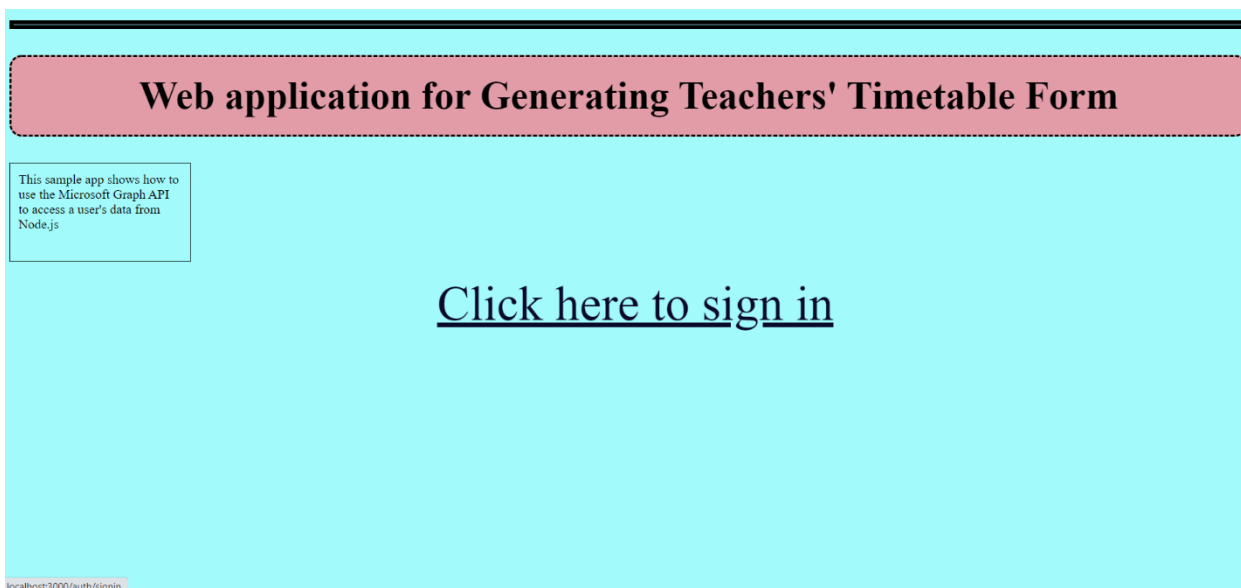 Web application for Generating Teachers' Timetable Form
This sample app shows how to
use the Microsoft Graph API
to access a user's data from
Node.js
Click here to sign in
localhost:3000/auth/signin